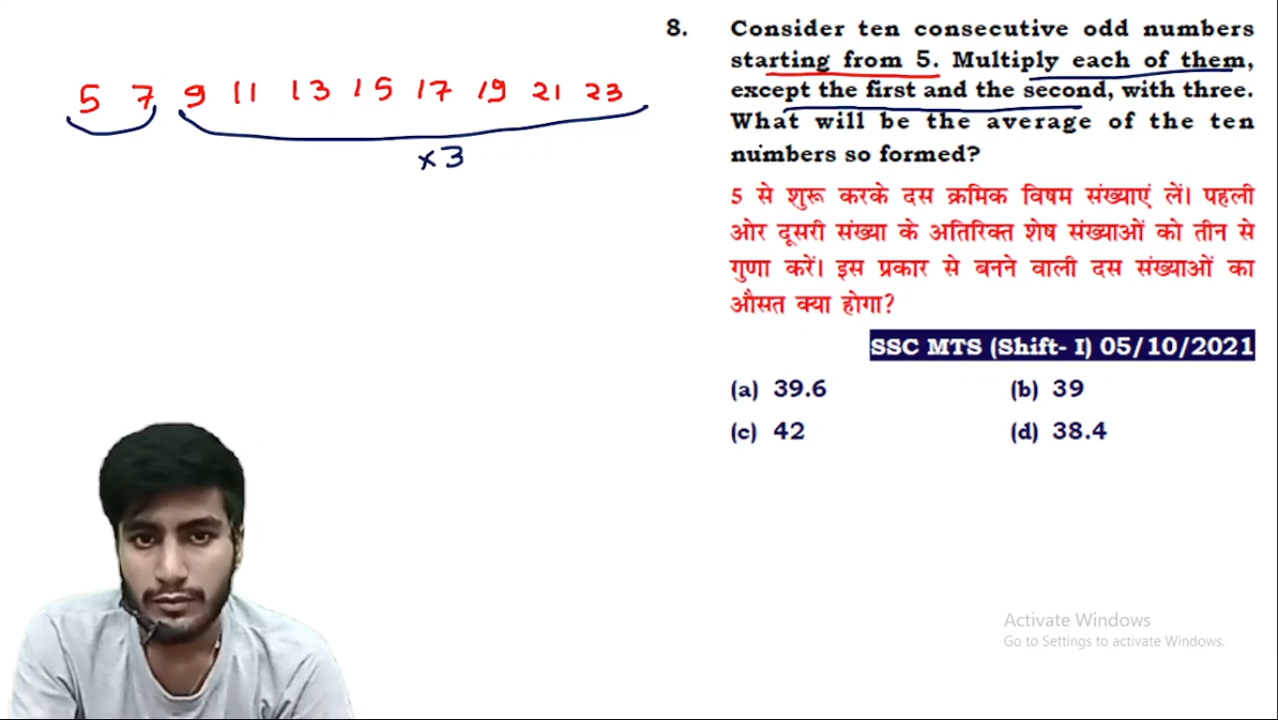 5 7 9 11 13 15 17 19 21 23
×3
8. Consider ten consecutive odd numbers
starting from 5. Multiply each of them,
except the first and the second, with three.
What will be the average of the ten
numbers so formed?
5 से शुरू करके दस क्रमिक विषम संख्याएं लें। पहली
ओर दूसरी संख्या के अतिरिक्त शेष संख्याओं को तीन से
गुणा करें। इस प्रकार से बनने वाली दस संख्याओं का
औसत क्या होगा?
SSC MTS (Shift- I) 05/10/2021
(a) 39.6 (b) 39
(c) 42 (d) 38.4
Activate Windows
Go to Settings to activate Windows.